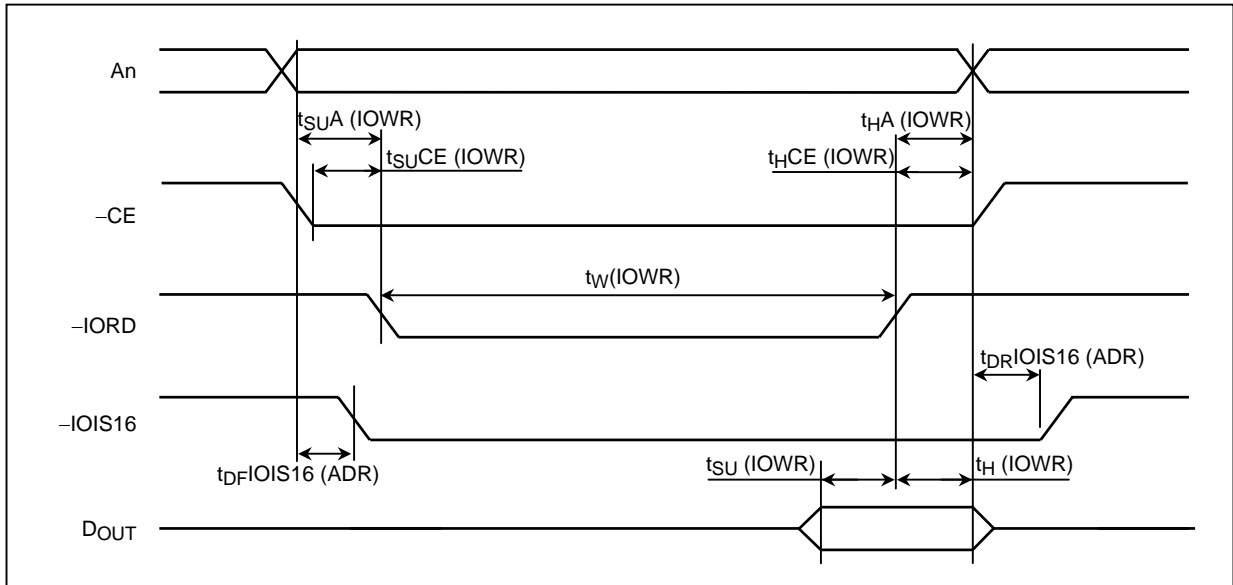 An
tSUA (IOWR)
tHA (IOWR)
tSUCE (IOWR)
tHCE (IOWR)
–CE
tW(IOWR)
–IORD
tDRIOIS16 (ADR)
–IOIS16
tDFIOIS16 (ADR)
tSU (IOWR)
tH (IOWR)
DOUT